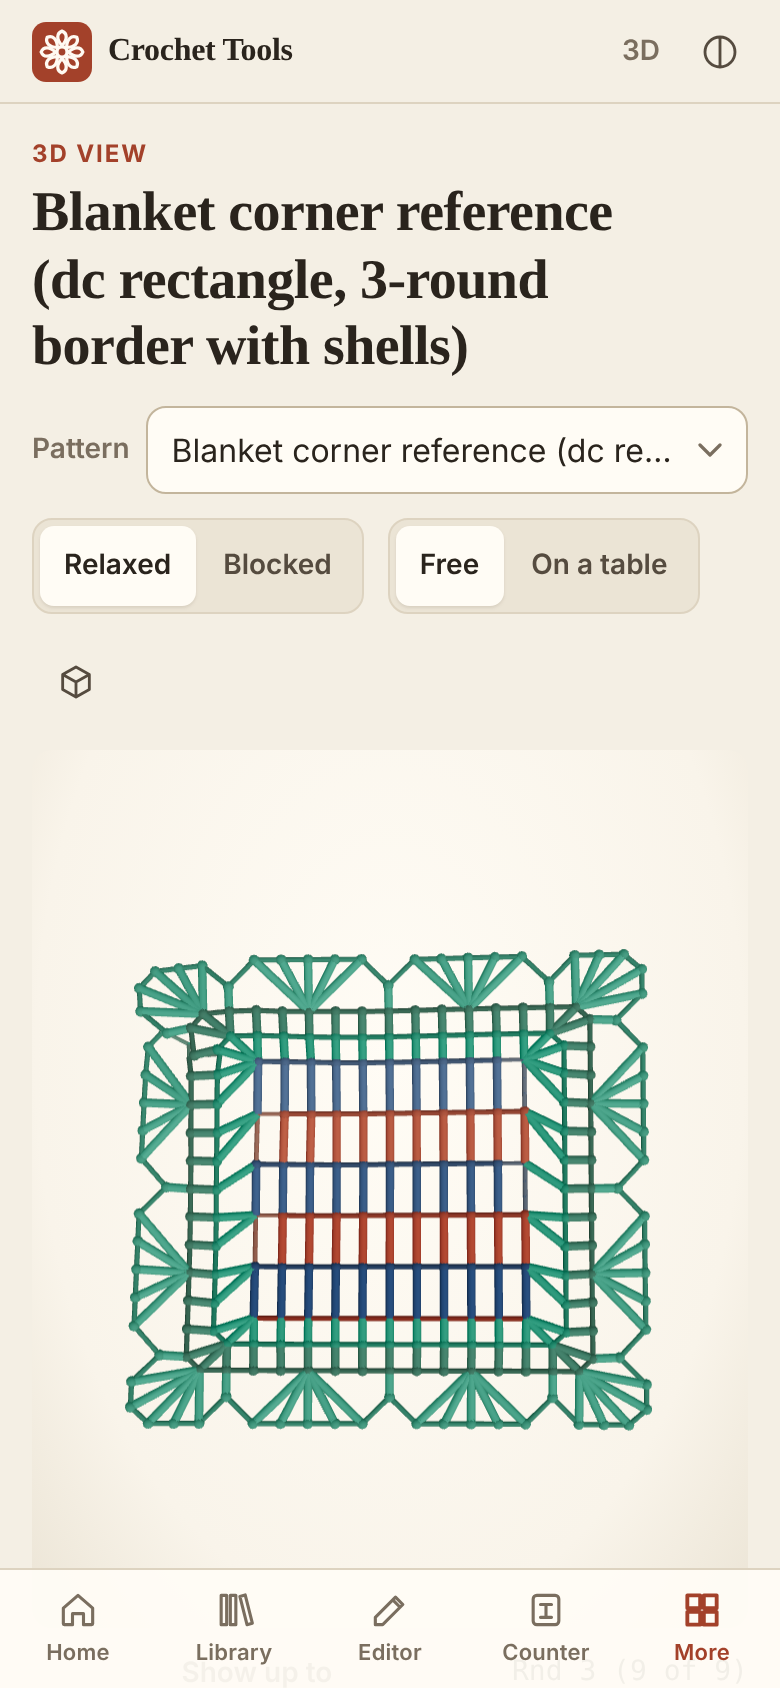 Crochet Tools
3D
3D VIEW
Blanket corner reference
(dc rectangle, 3-round
border with shells)
Pattern
Blanket corner reference (dc re...
Relaxed
Blocked
Free
On a table
Home
Library
Editor
Counter
More
Show up to
Rnd 3 (9 от 9)